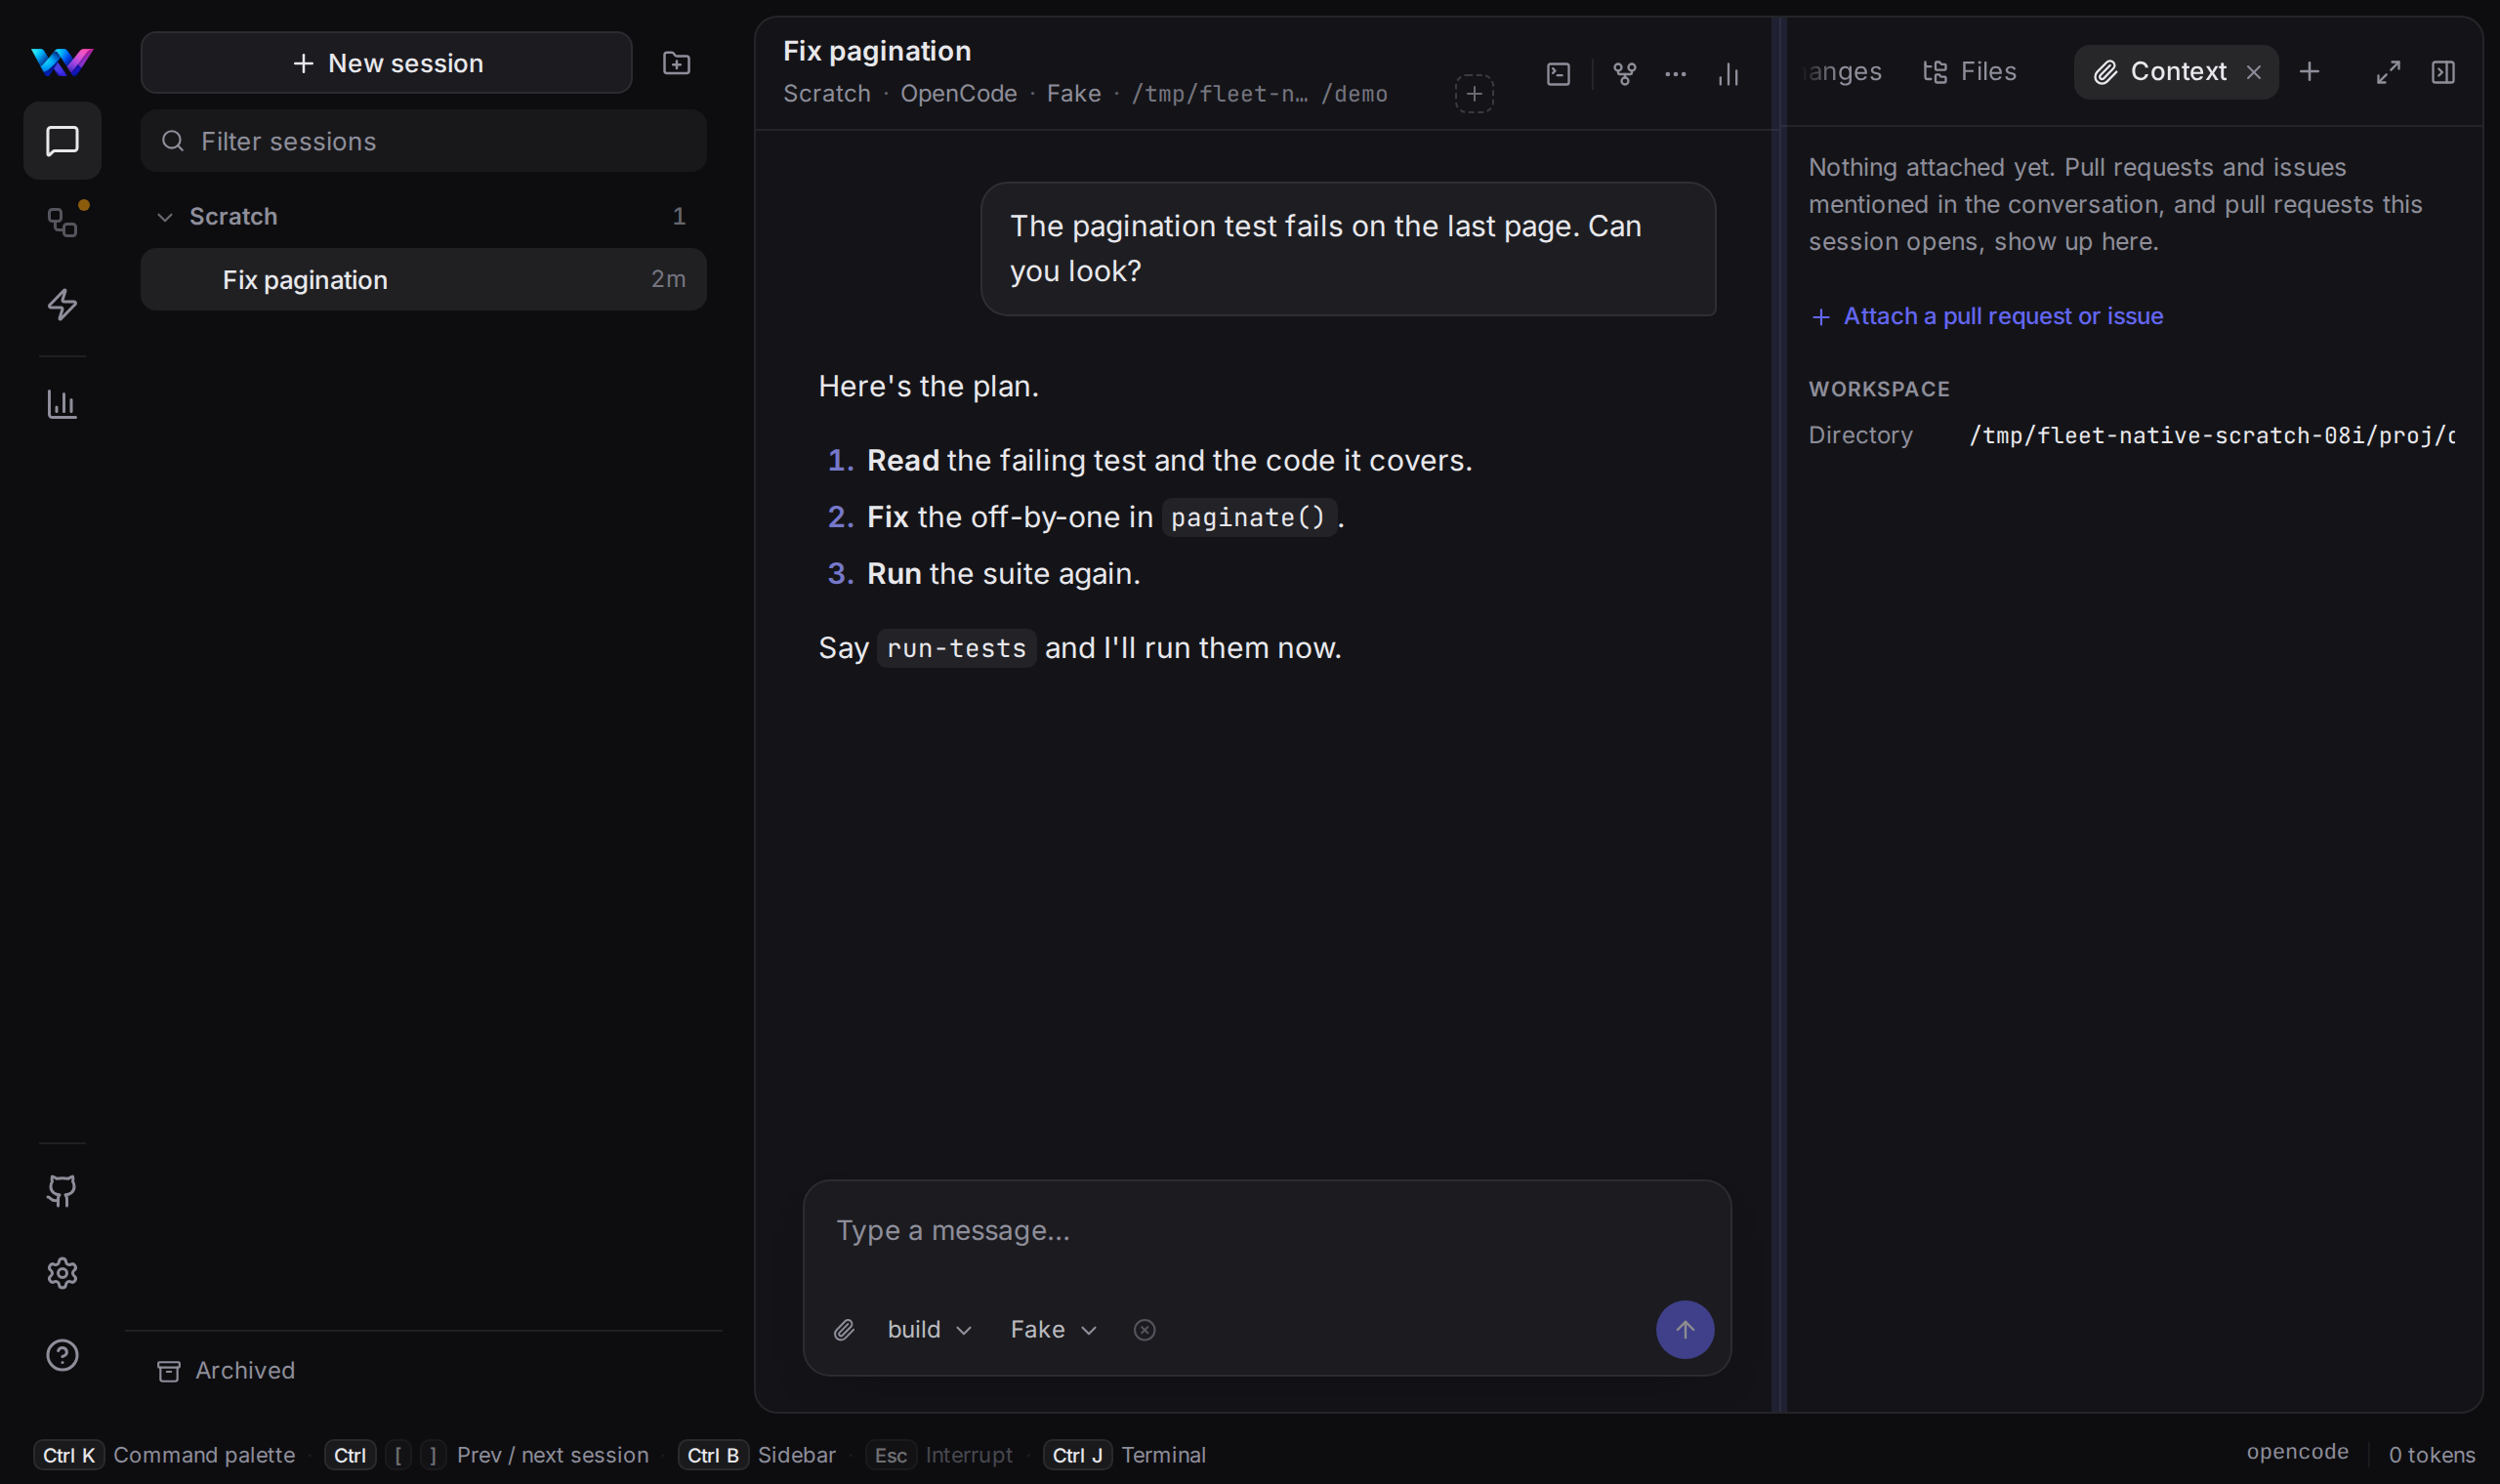 New session
Filter sessions
Scratch 1
Fix pagination 2m
Archived
Fix pagination
Scratch · OpenCode · Fake · /tmp/fleet-n… /demo
The pagination test fails on the last page. Can
you look?
Here's the plan.
1. Read the failing test and the code it covers.
2. Fix the off-by-one in paginate().
3. Run the suite again.
Say run-tests and I'll run them now.
Type a message...
build Fake
anges Files Context
Nothing attached yet. Pull requests and issues
mentioned in the conversation, and pull requests this
session opens, show up here.
+ Attach a pull request or issue
WORKSPACE
Directory /tmp/fleet-native-scratch-08i/proj/
Ctrl K Command palette · Ctrl [ ] Prev / next session · Ctrl B Sidebar · Esc Interrupt · Ctrl J Terminal
opencode 0 tokens